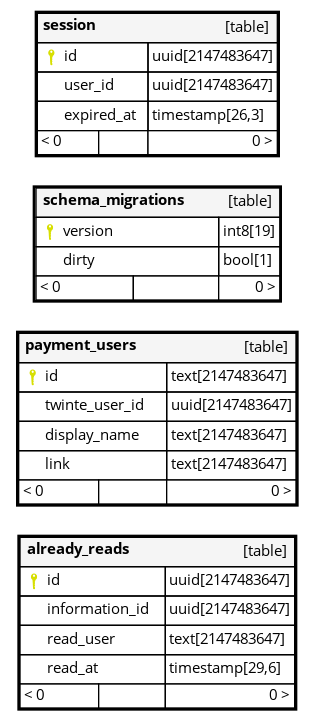 session [table]
id uuid[2147483647]
user_id uuid[2147483647]
expired_at timestamp[26,3]
< 0 0 >
schema_migrations [table]
version int8[19]
dirty bool[1]
< 0 0 >
payment_users [table]
id text[2147483647]
twinte_user_id uuid[2147483647]
display_name text[2147483647]
link text[2147483647]
< 0 0 >
already_reads [table]
id uuid[2147483647]
information_id uuid[2147483647]
read_user text[2147483647]
read_at timestamp[29,6]
< 0 0 >